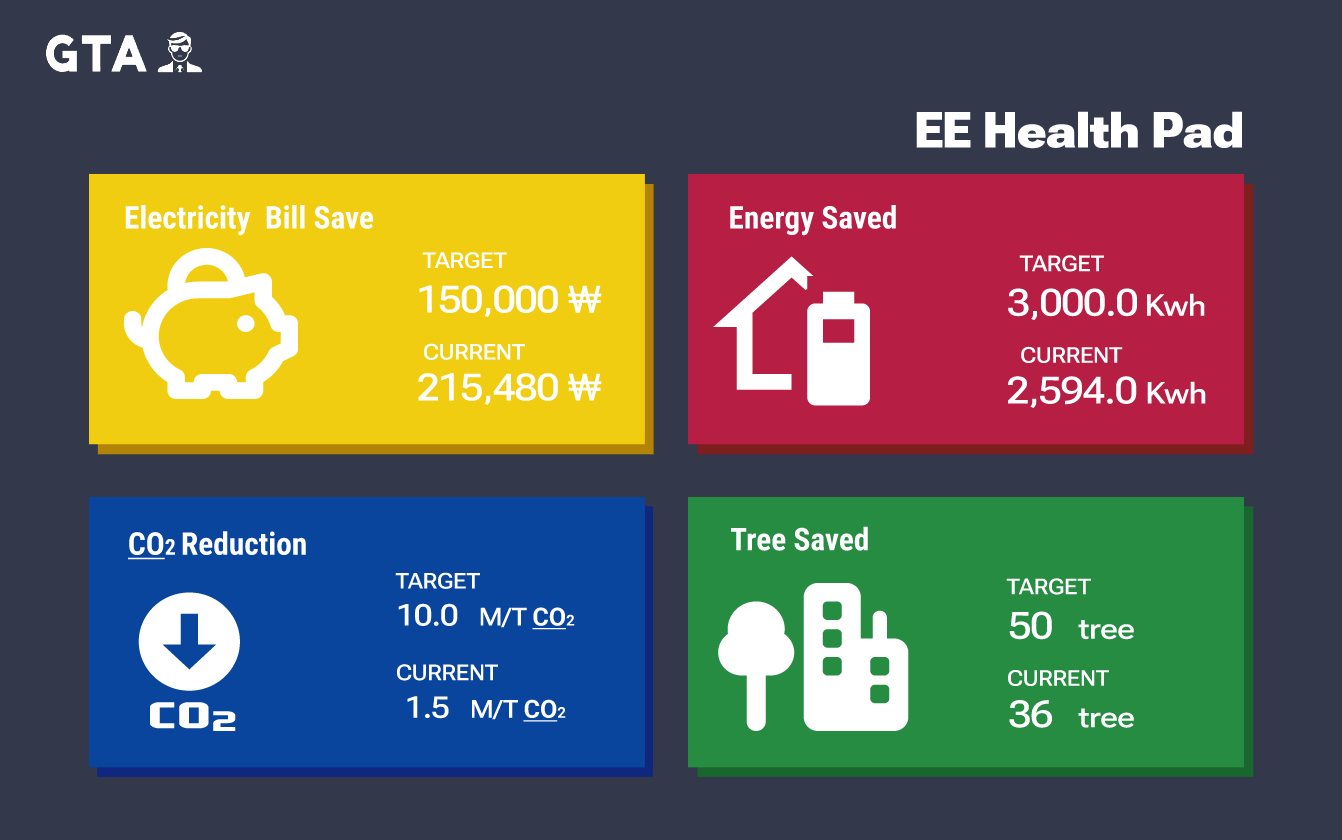 GTA
EE Health Pad
Electricity Bill Save
TARGET
150,000 ₩
CURRENT
215,480 ₩
Energy Saved
TARGET
3,000.0 Kwh
CURRENT
2,594.0 Kwh
CO2 Reduction
TARGET
10.0 M/T CO2
CURRENT
1.5 M/T CO2
CO2
Tree Saved
TARGET
50 tree
CURRENT
36 tree